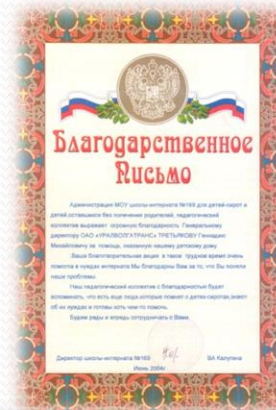 Благодарственное
Письмо
Администрация МОУ школы-интерната №169 для детей-сирот и
детей оставшихся без попечения родителей, педагогический
коллектив выражает огромную благодарность Генеральному
директору ОАО «УРАЛВОЛГАТРАНС» ТРЕТЬЯКОВУ Геннадию
Михайловичу за помощь, оказанную нашему детскому дому.
Ваша благотворительная акция в такое трудное время очень
помогла в нуждах интерната Мы благодарны Вам за то, что Вы поняли
наши проблемы.
Наш педагогический коллектив с благодарностью будет
вспоминать, что есть еще люди,которые помнят о детях-сиротах,знают
об их нуждах и готовы хоть чем-то помочь.
Будем рады и впредь сотрудничать с Вами.
Директор школы-интерната №169 ВА Калугина
Июнь 2004г